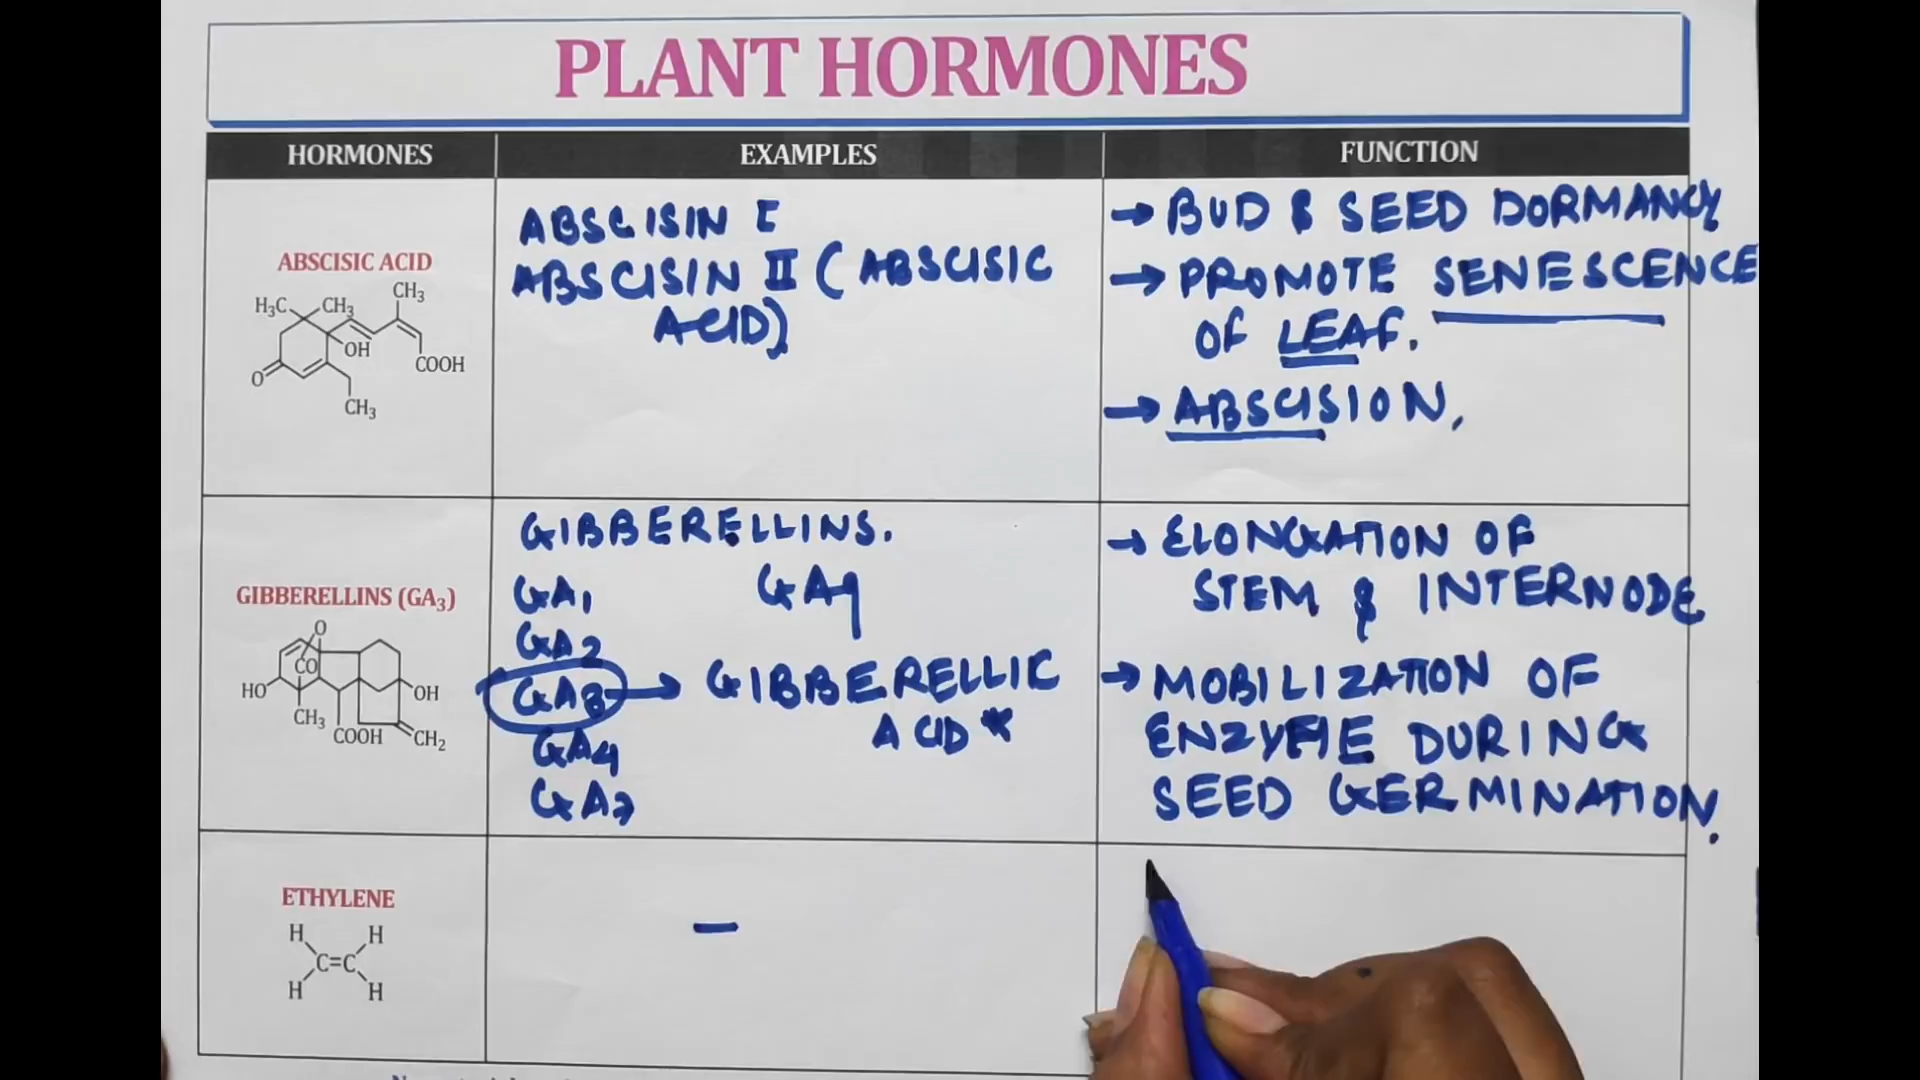 PLANT HORMONES
HORMONES
EXAMPLES
FUNCTION
ABSCISIC ACID
H₃C
CH₃
CH₃
OH
COOH
O
CH₃
ABSCISIN I
ABSCISIN II (ABSCISIC
ACID)
→ BUD & SEED DORMANCY
→ PROMOTE SENESCENCE
OF LEAF.
→ ABSCISION.
GIBBERELLINS (GA₃)
O
CO
HO
OH
CH₃
COOH
CH₂
GIBBERELLINS.
GA1 GA9
GA2
GA3 → GIBBERELLIC
ACID*
GA4
GA7
→ ELONGATION OF
STEM & INTERNODE
→ MOBILIZATION OF
ENZYME DURING
SEED GERMINATION.
ETHYLENE
H H
C=C
H H
–